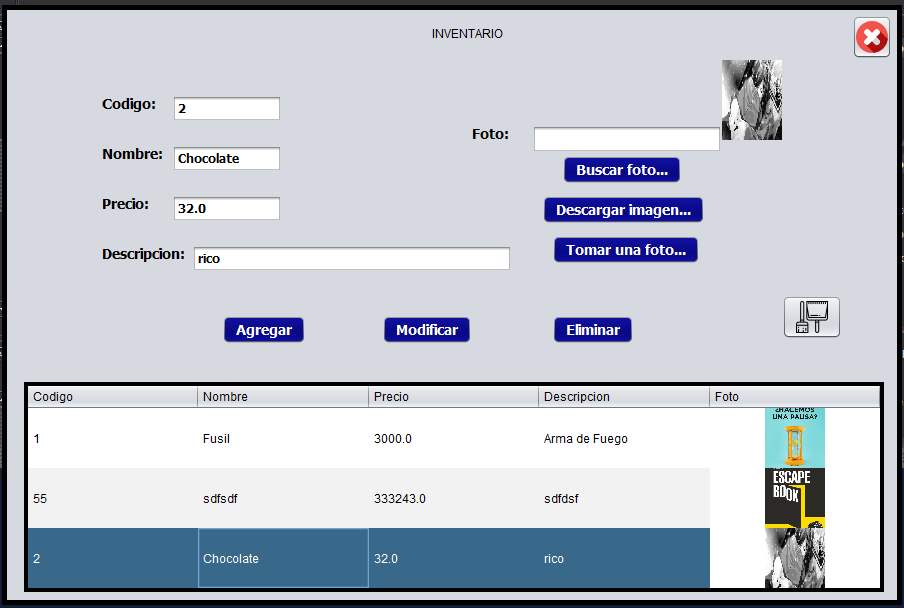 INVENTARIO
Codigo: 2
Nombre: Chocolate
Precio: 32.0
Descripcion: rico
Foto:
Buscar foto...
Descargar imagen...
Tomar una foto...
Agregar Modificar Eliminar
Codigo Nombre Precio Descripcion Foto
¿HACEMOS
UNA PAUSA?
1 Fusil 3000.0 Arma de Fuego
ESCAPE
BOOK
55 sdfsdf 333243.0 sdfdsf
2 Chocolate 32.0 rico